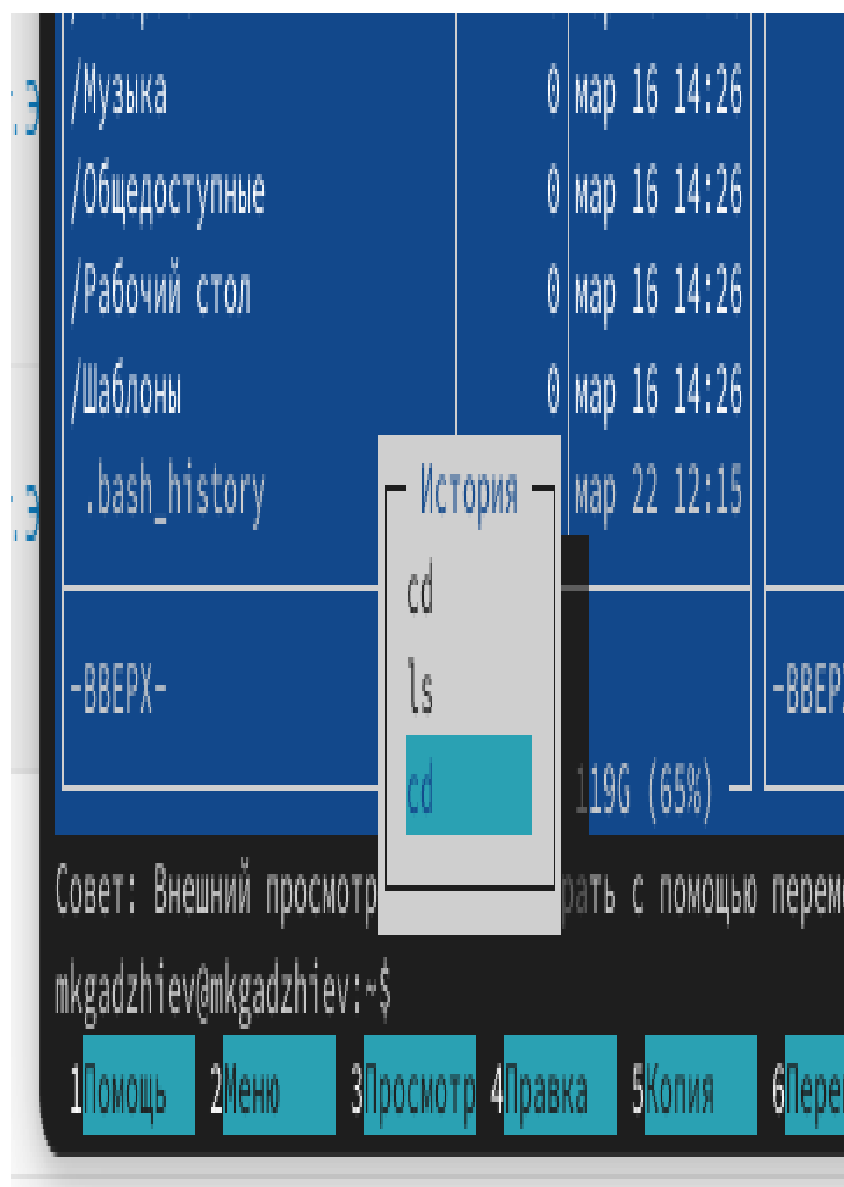 /Музыка 0 мар 16 14:26
/Общедоступные 0 мар 16 14:26
/Рабочий стол 0 мар 16 14:26
/Шаблоны 0 мар 16 14:26
.bash_history мар 22 12:15
История
cd
ls
cd
-ВВЕРХ-
119G (65%)
Совет: Внешний просмотр рать с помощью перем
mkgadzhiev@mkgadzhiev:~$
1Помощь 2Меню 3Просмотр 4Правка 5Копия 6Пере